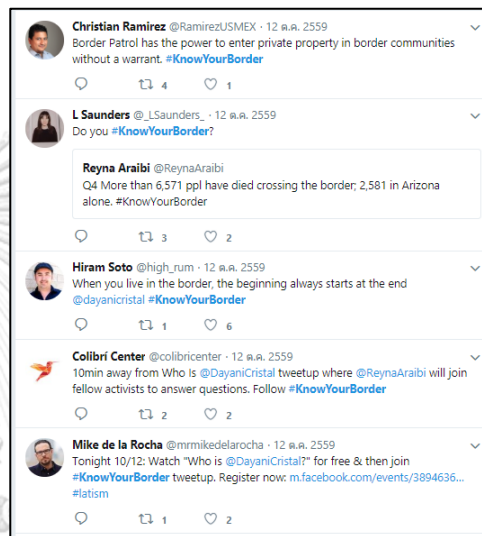 Christian Ramirez @RamirezUSMEX · 12 ต.ค. 2559
Border Patrol has the power to enter private property in border communities
without a warrant. #KnowYourBorder
4 1
L Saunders @_LSaunders_ · 12 ต.ค. 2559
Do you #KnowYourBorder?
Reyna Araibi @ReynaAraibi
Q4 More than 6,571 ppl have died crossing the border; 2,581 in Arizona
alone. #KnowYourBorder
3 2
Hiram Soto @high_rum · 12 ต.ค. 2559
When you live in the border, the beginning always starts at the end
@dayanicristal #KnowYourBorder
1 6
Colibrí Center @colibricenter · 12 ต.ค. 2559
10min away from Who Is @DayaniCristal tweetup where @ReynaAraibi will join
fellow activists to answer questions. Follow #KnowYourBorder
2 2
Mike de la Rocha @mrmikedelarocha · 12 ต.ค. 2559
Tonight 10/12: Watch "Who is @DayaniCristal?" for free & then join
#KnowYourBorder tweetup. Register now: m.facebook.com/events/3894636...
#latism
1 2